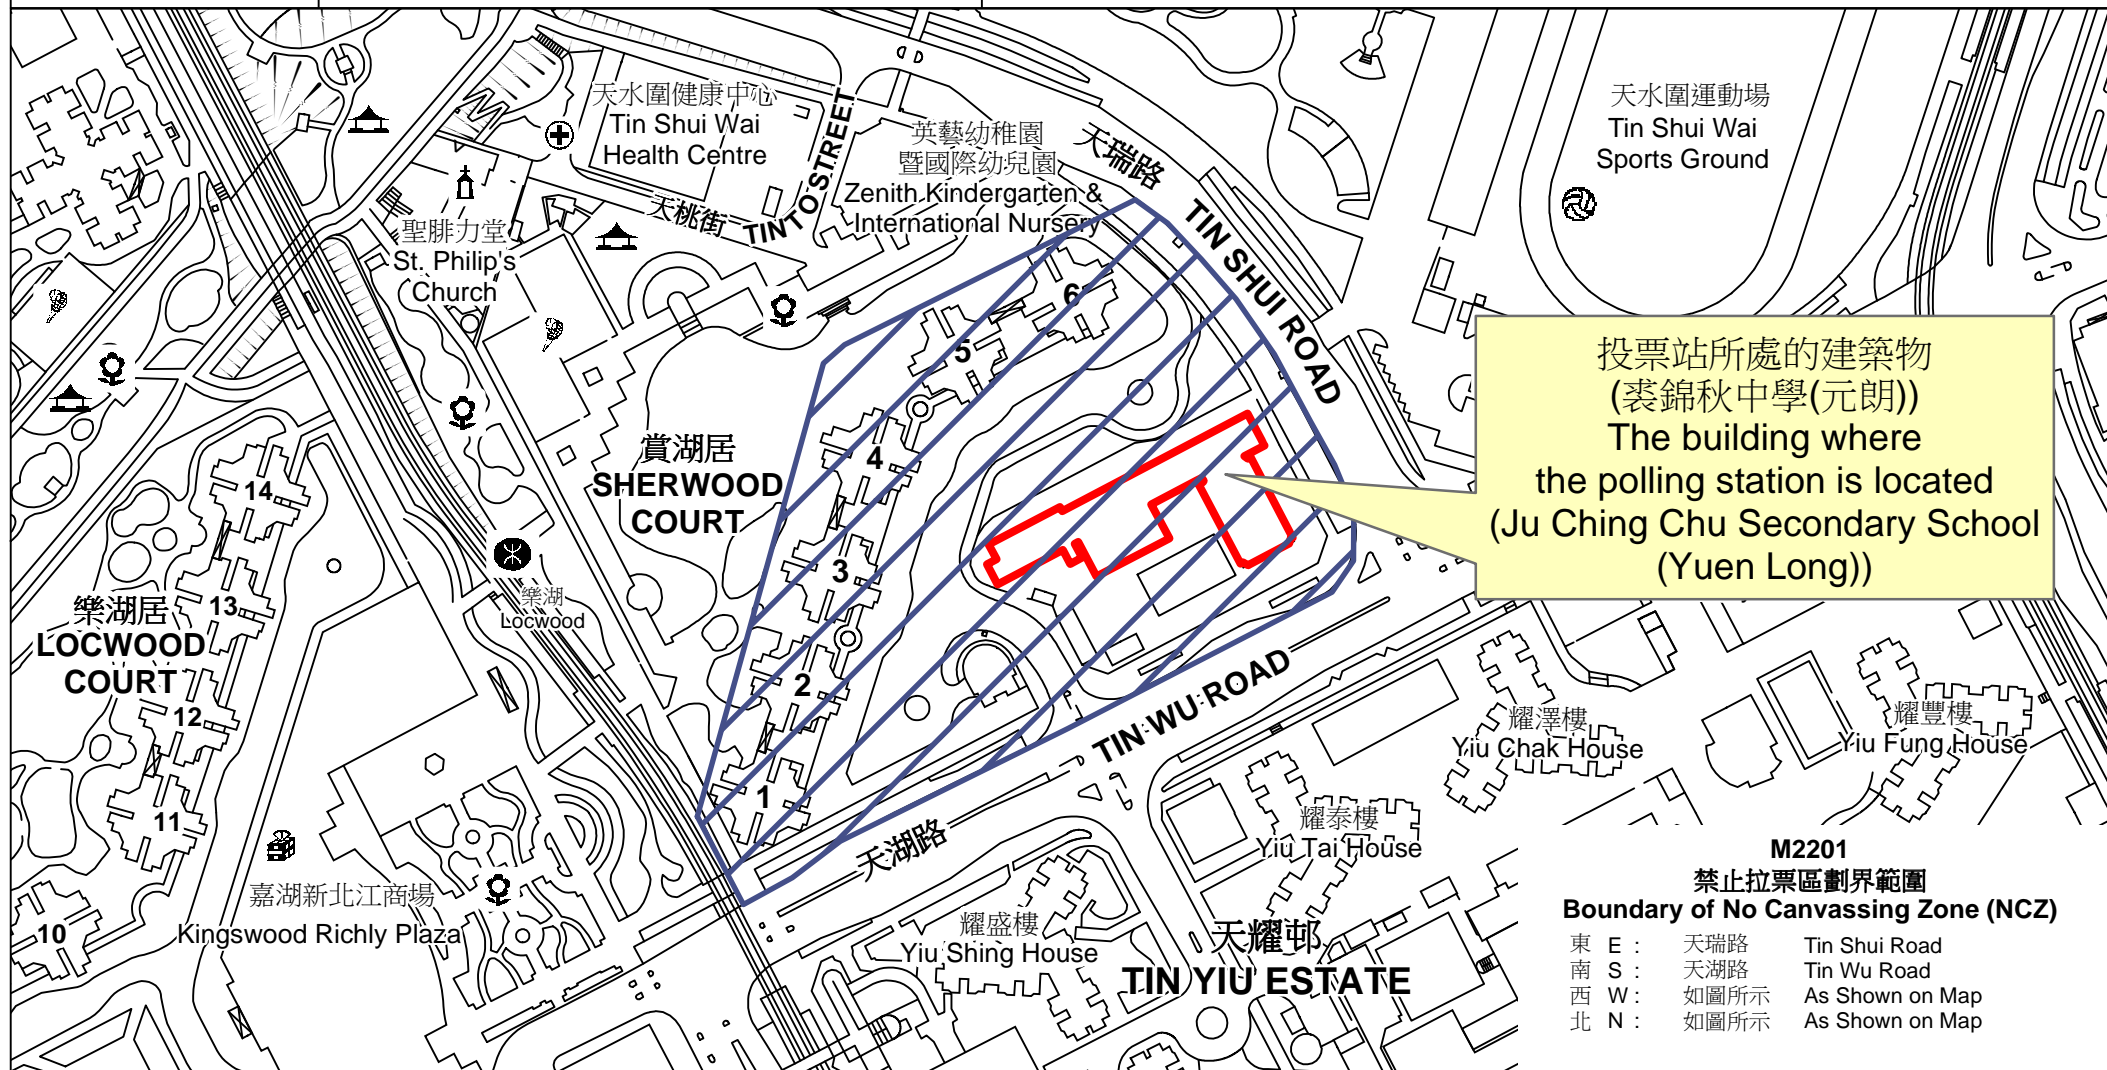 天水圍健康中心
Tin Shui Wai
Health Centre
TIN TO STREET
天桃街
英藝幼稚園
暨國際幼兒園
Zenith Kindergarten &
International Nursery
天瑞路
TIN SHUI ROAD
天水圍運動場
Tin Shui Wai
Sports Ground
聖腓力堂
St. Philip's
Church
6
5
4
3
2
1
賞湖居
SHERWOOD
COURT
投票站所處的建築物
(裘錦秋中學(元朗))
The building where
the polling station is located
(Ju Ching Chu Secondary School
(Yuen Long))
14
13
12
11
10
樂湖居
LOCWOOD
COURT
樂湖
Locwood
TIN WU ROAD
天湖路
嘉湖新北江商場
Kingswood Richly Plaza
耀澤樓
Yiu Chak House
耀豐樓
Yiu Fung House
耀泰樓
Yiu Tai House
耀盛樓
Yiu Shing House
天耀邨
TIN YIU ESTATE
M2201
禁止拉票區劃界範圍
Boundary of No Canvassing Zone (NCZ)
東 E : 天瑞路 Tin Shui Road
南 S : 天湖路 Tin Wu Road
西 W : 如圖所示 As Shown on Map
北 N : 如圖所示 As Shown on Map